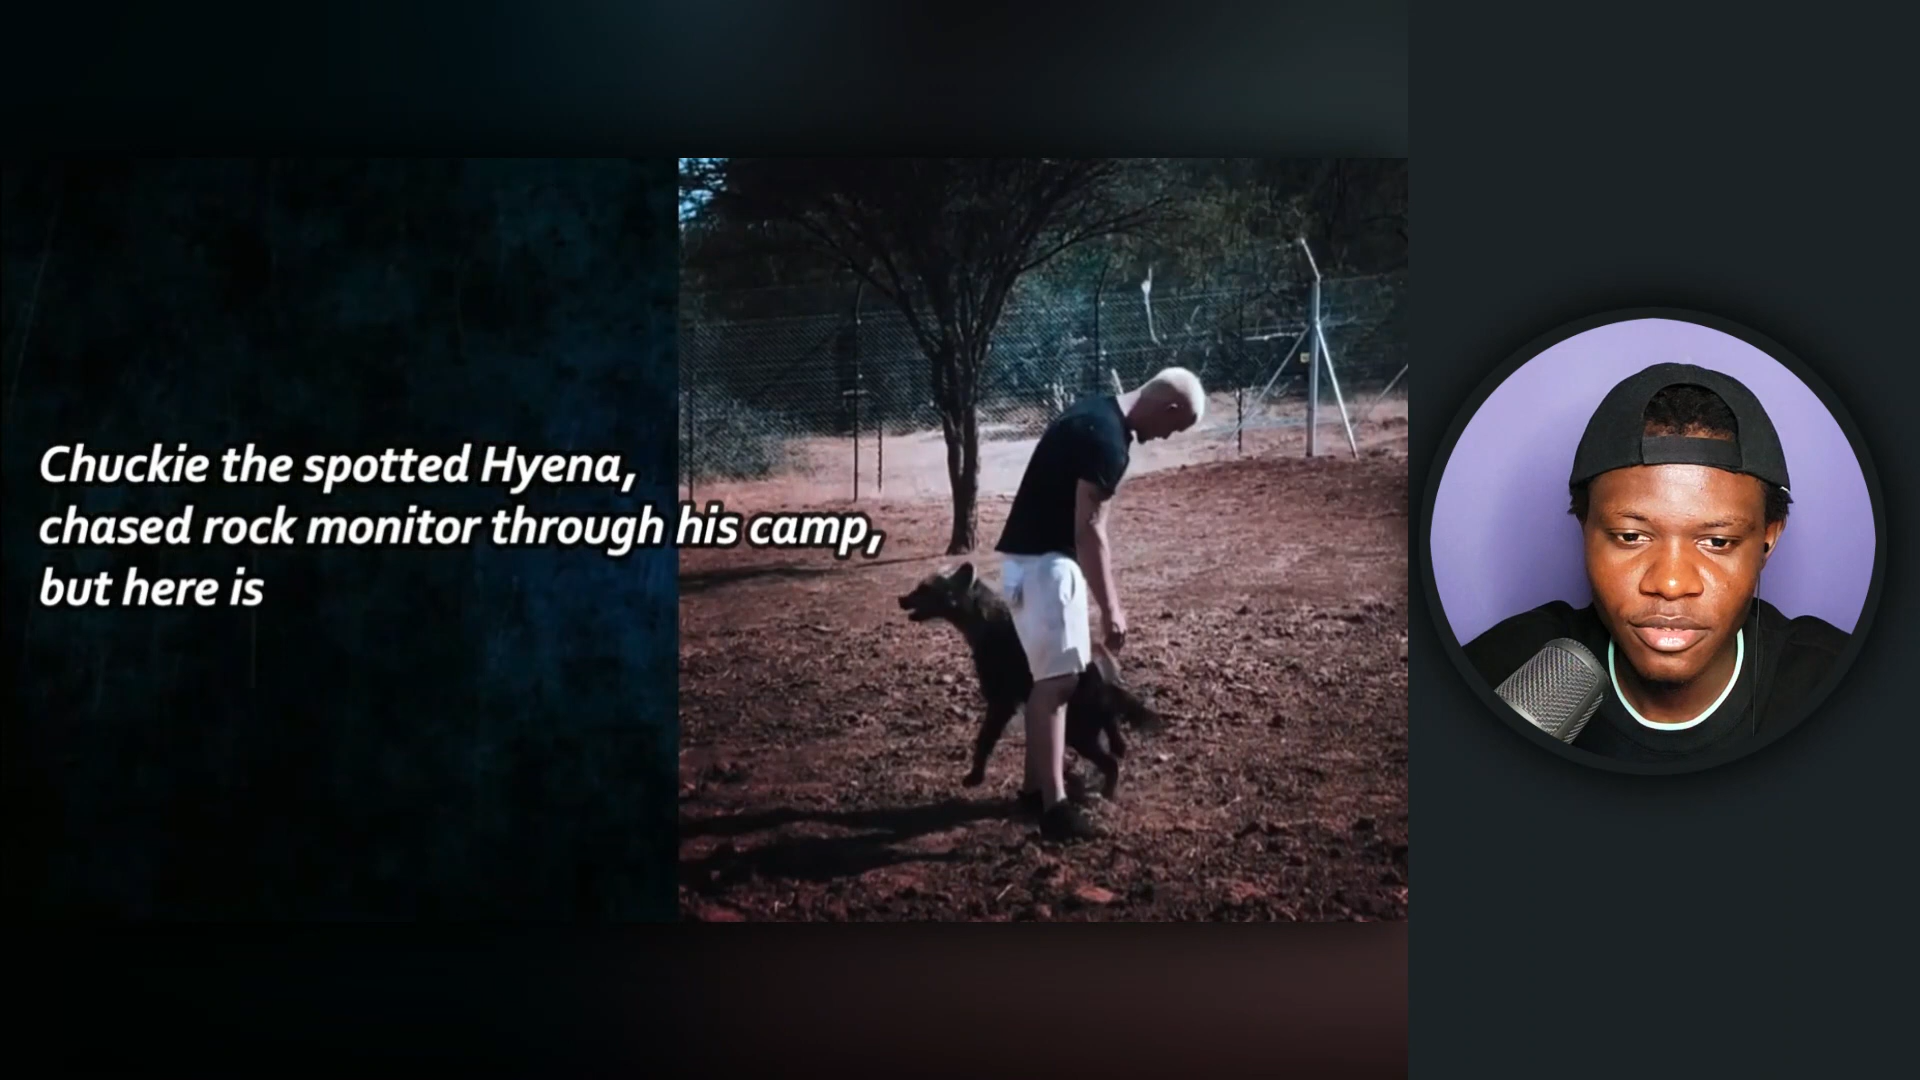 Chuckie the spotted Hyena,
chased rock monitor through his camp,
but here is